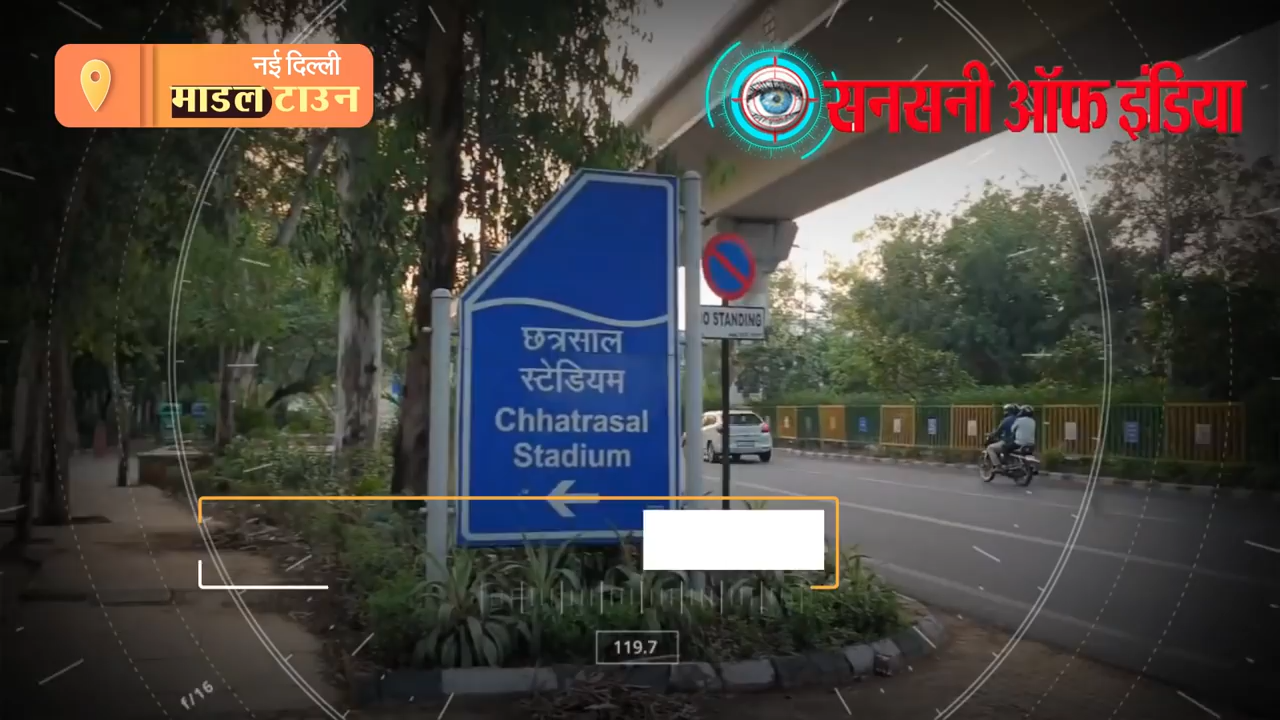 नई दिल्ली
माडल टाउन
सनसनी ऑफ इंडिया
छत्रसाल
स्टेडियम
Chhatrasal
Stadium
NO STANDING
119.7
f/16